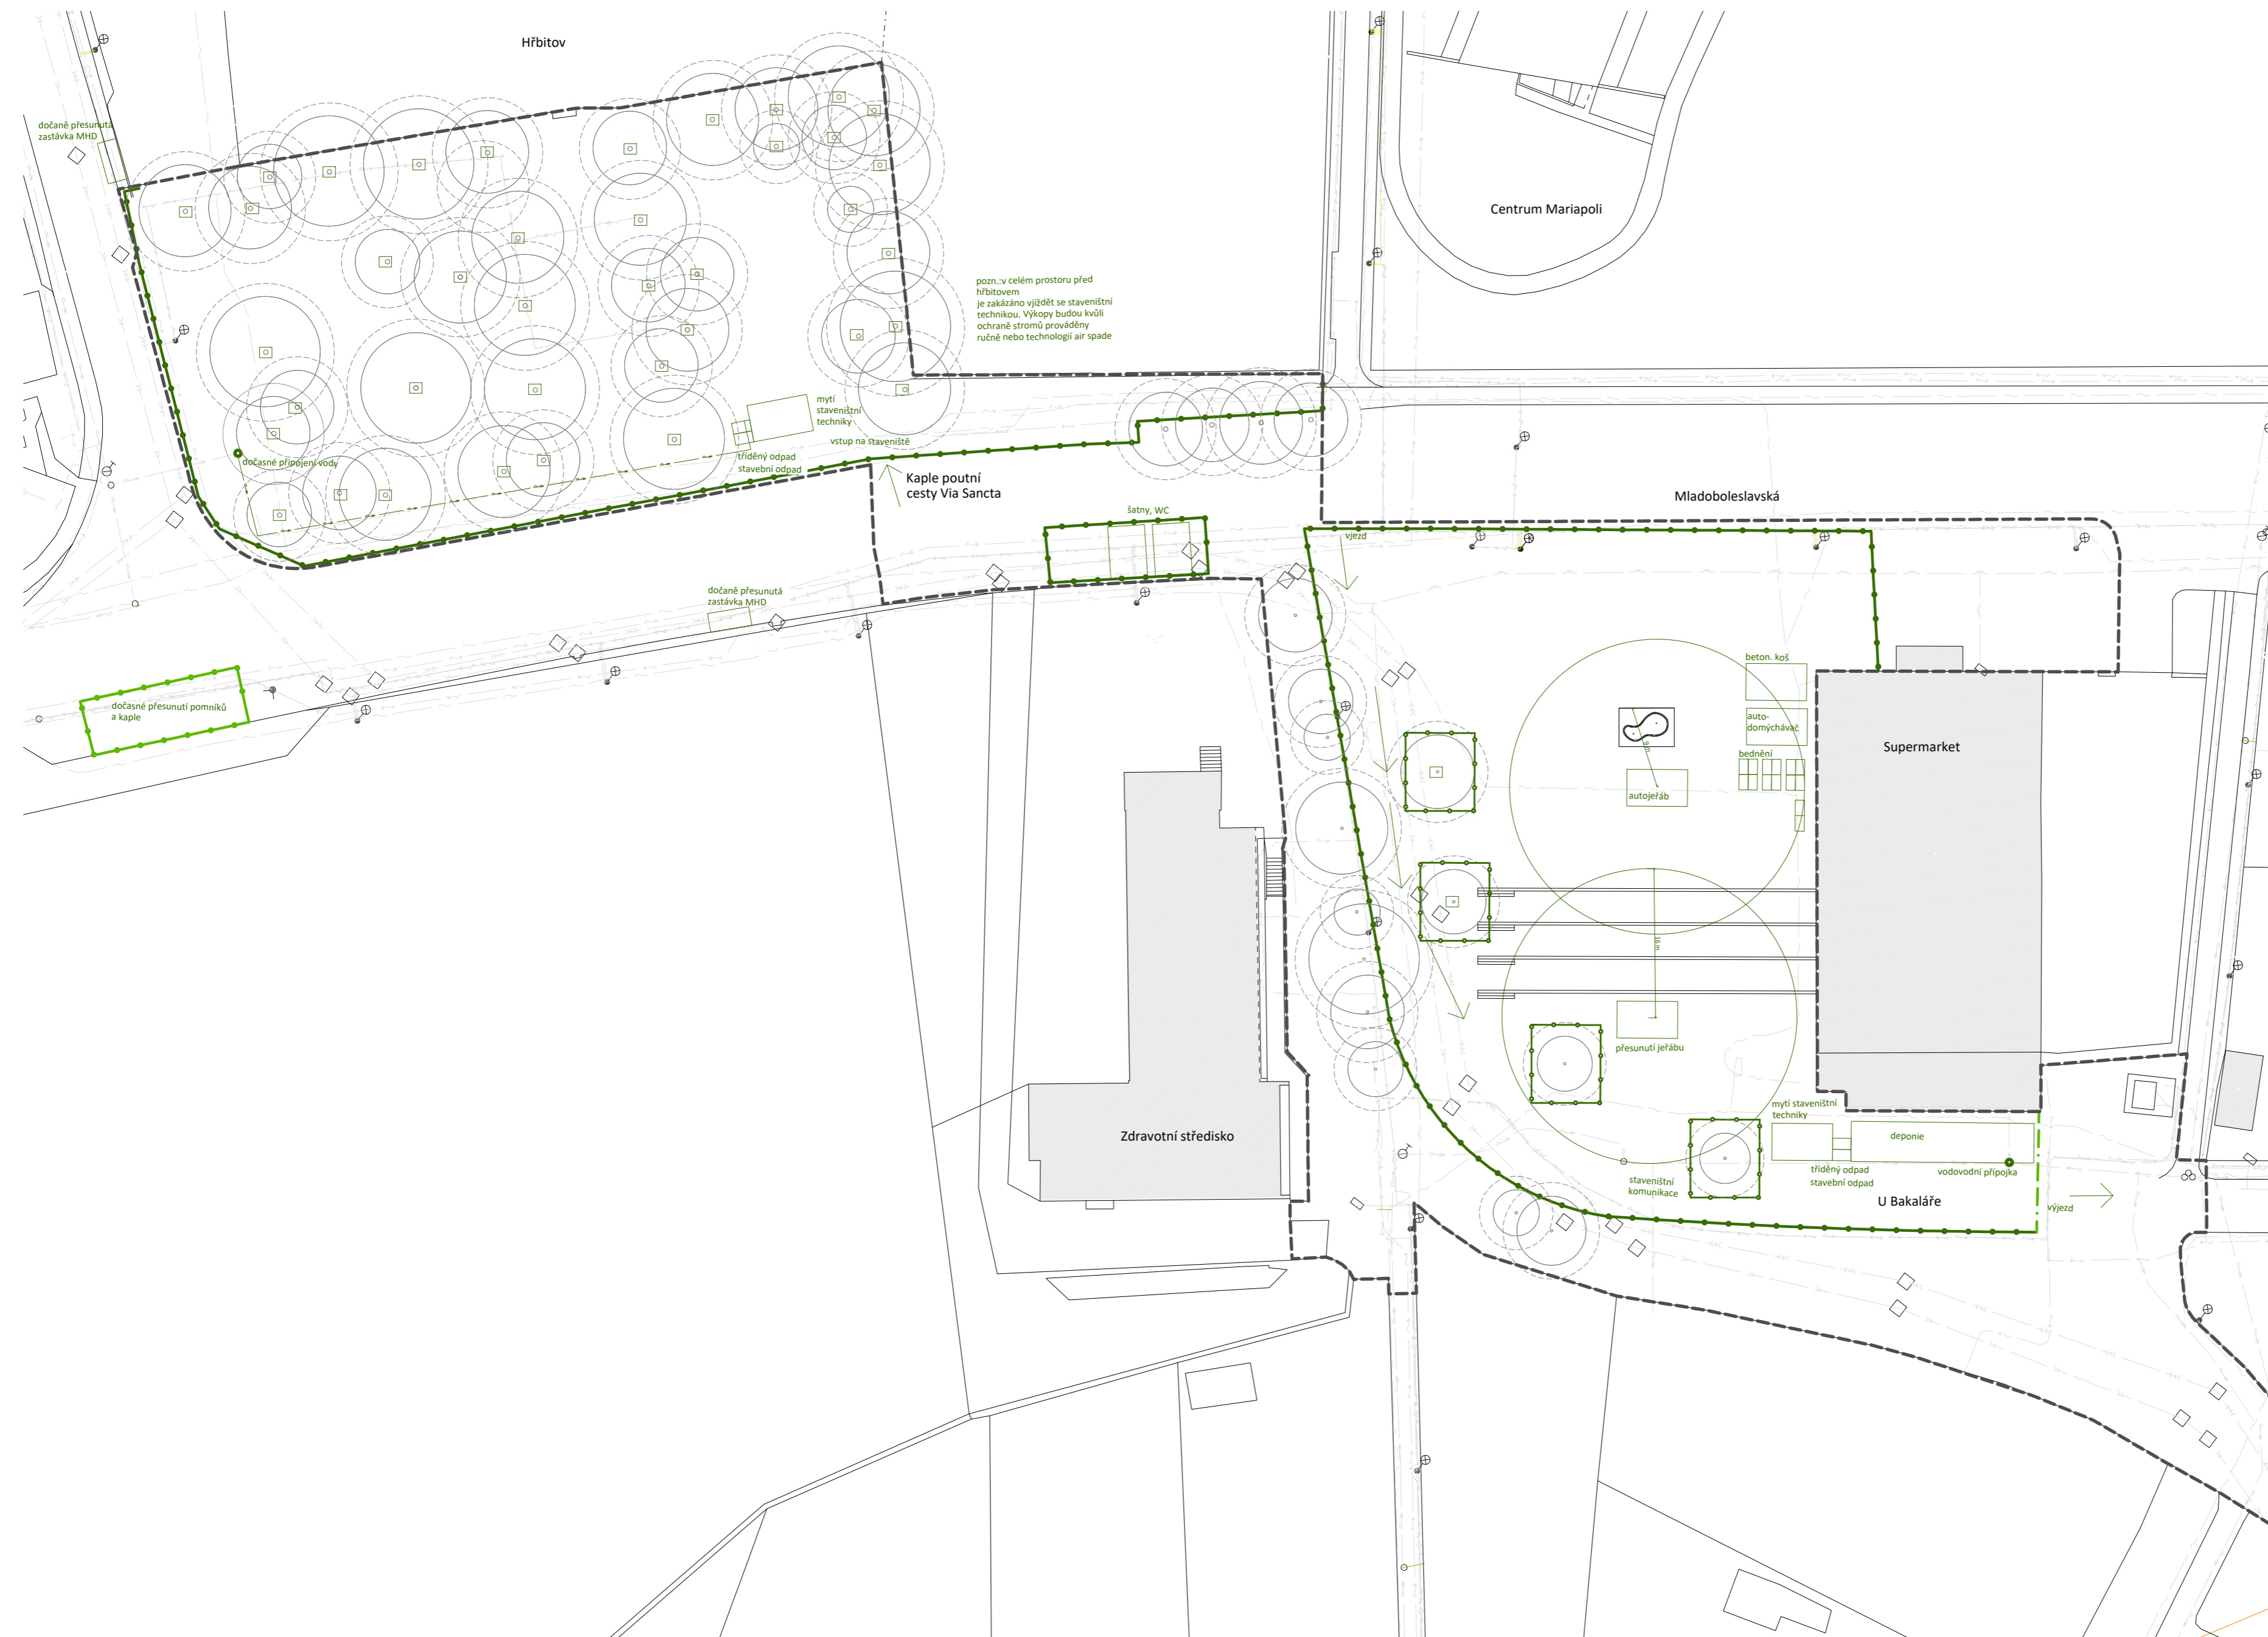 Hřbitov
dočaně přesunutá
zastávka MHD
Centrum Mariapoli
pozn.:v celém prostoru před
hřbitovem
je zakázáno vjíždět se staveništní
technikou. Výkopy budou kvůli
ochraně stromů prováděny
ručně nebo technologií air spade
mytí
staveništní
techniky
vstup na staveniště
tříděný odpad
stavební odpad
dočasné připojení vody
Kaple poutní
cesty Via Sancta
Mladoboleslavská
šatny, WC
vjezd
dočaně přesunutá
zastávka MHD
dočasné přesunutí pomníků
a kaple
beton. koš
auto-
domýchávač
bednění
9 m
autojeřáb
Supermarket
16 m
přesunutí jeřábu
Zdravotní středisko
mytí staveništní
techniky
deponie
tříděný odpad
stavební odpad
vodovodní přípojka
staveništní
komunikace
U Bakaláře
výjezd